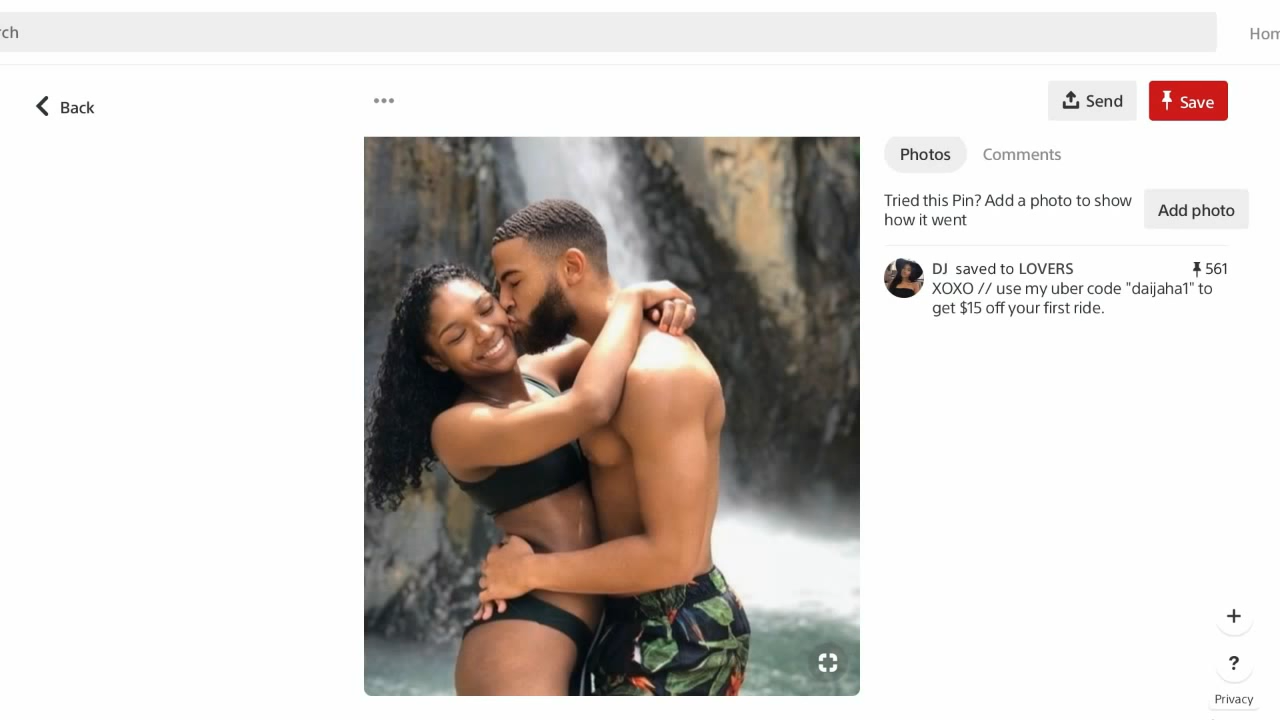 rch
Hom
Back
Send
Save
Photos
Comments
Tried this Pin? Add a photo to show
how it went
Add photo
DJ saved to LOVERS
561
XOXO // use my uber code "daijaha1" to
get $15 off your first ride.
+
?
Privacy